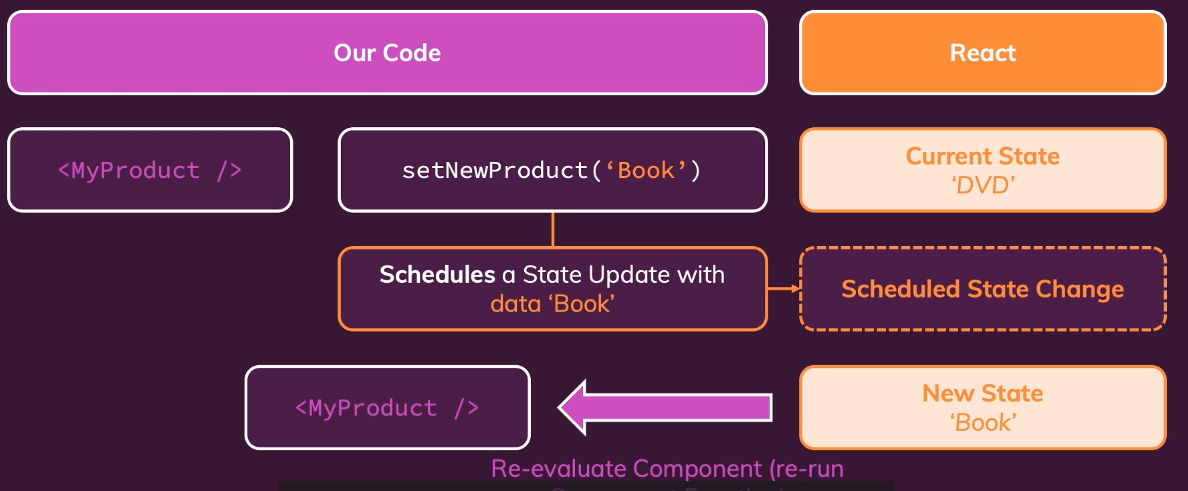 Our Code
React
<MyProduct />
setNewProduct(‘Book’)
Current State
‘DVD’
Schedules a State Update with
data ‘Book’
Scheduled State Change
<MyProduct />
New State
‘Book’
Re-evaluate Component (re-run